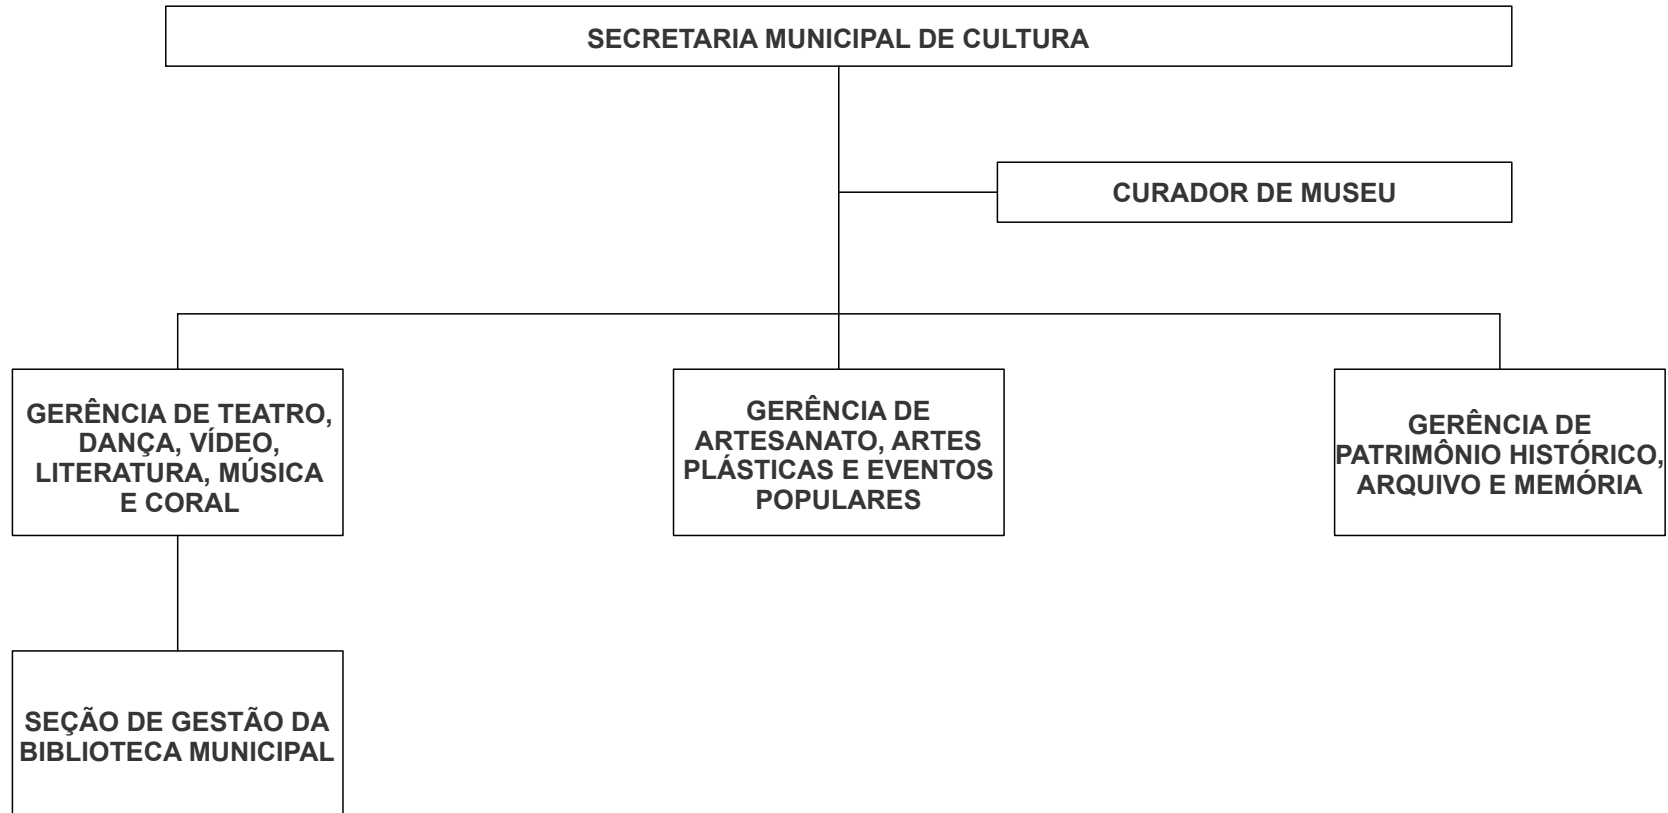 SECRETARIA MUNICIPAL DE CULTURA
CURADOR DE MUSEU
GERÊNCIA DE TEATRO,
DANÇA, VÍDEO,
LITERATURA, MÚSICA
E CORAL
GERÊNCIA DE
ARTESANATO, ARTES
PLÁSTICAS E EVENTOS
POPULARES
GERÊNCIA DE
PATRIMÔNIO HISTÓRICO,
ARQUIVO E MEMÓRIA
SEÇÃO DE GESTÃO DA
BIBLIOTECA MUNICIPAL